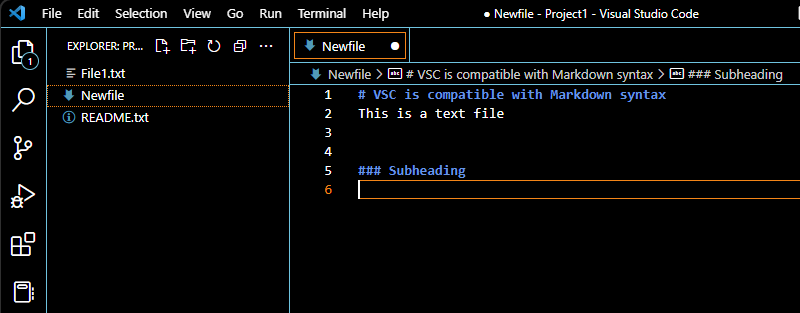 File Edit Selection View Go Run Terminal Help ● Newfile - Project1 - Visual Studio Code
EXPLORER: PR... ···
1
File1.txt
Newfile
README.txt
Newfile ●
Newfile > abc # VSC is compatible with Markdown syntax > abc ### Subheading
1 # VSC is compatible with Markdown syntax
2 This is a text file
3
4
5 ### Subheading
6